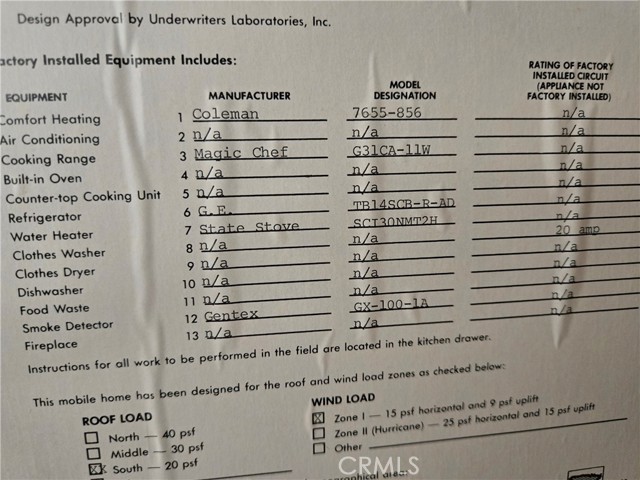 Design Approval by Underwriters Laboratories, Inc.
actory Installed Equipment Includes:
EQUIPMENT MANUFACTURER MODEL DESIGNATION RATING OF FACTORY INSTALLED CIRCUIT (APPLIANCE NOT FACTORY INSTALLED)
Comfort Heating 1 Coleman 7655-856 n/a
Air Conditioning 2 n/a n/a n/a
Cooking Range 3 Magic Chef G31CA-11W n/a
Built-in Oven 4 n/a n/a n/a
Counter-top Cooking Unit 5 n/a n/a n/a
Refrigerator 6 G.E. TB14SCB-R-AD n/a
Water Heater 7 State Stove SCT30NMT2H n/a
Clothes Washer 8 n/a n/a 20 amp
Clothes Dryer 9 n/a n/a n/a
Dishwasher 10 n/a n/a n/a
Food Waste 11 n/a n/a n/a
Smoke Detector 12 Gentex GX-100-1A n/a
Fireplace 13 n/a n/a n/a
Instructions for all work to be performed in the field are located in the kitchen drawer.
This mobile home has been designed for the roof and wind load zones as checked below:
ROOF LOAD WIND LOAD
North — 40 psf Zone I — 15 psf horizontal and 9 psf uplift
Middle — 30 psf Zone II (Hurricane) — 25 psf horizontal and 15 psf uplift
South — 20 psf Other
CRMLS